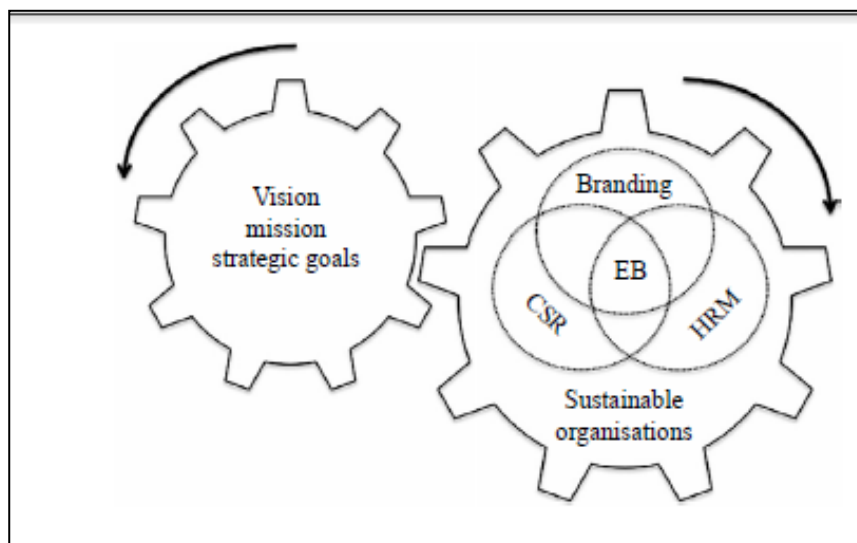 Vision
mission
strategic goals
Branding
EB
CSR
HRM
Sustainable
organisations